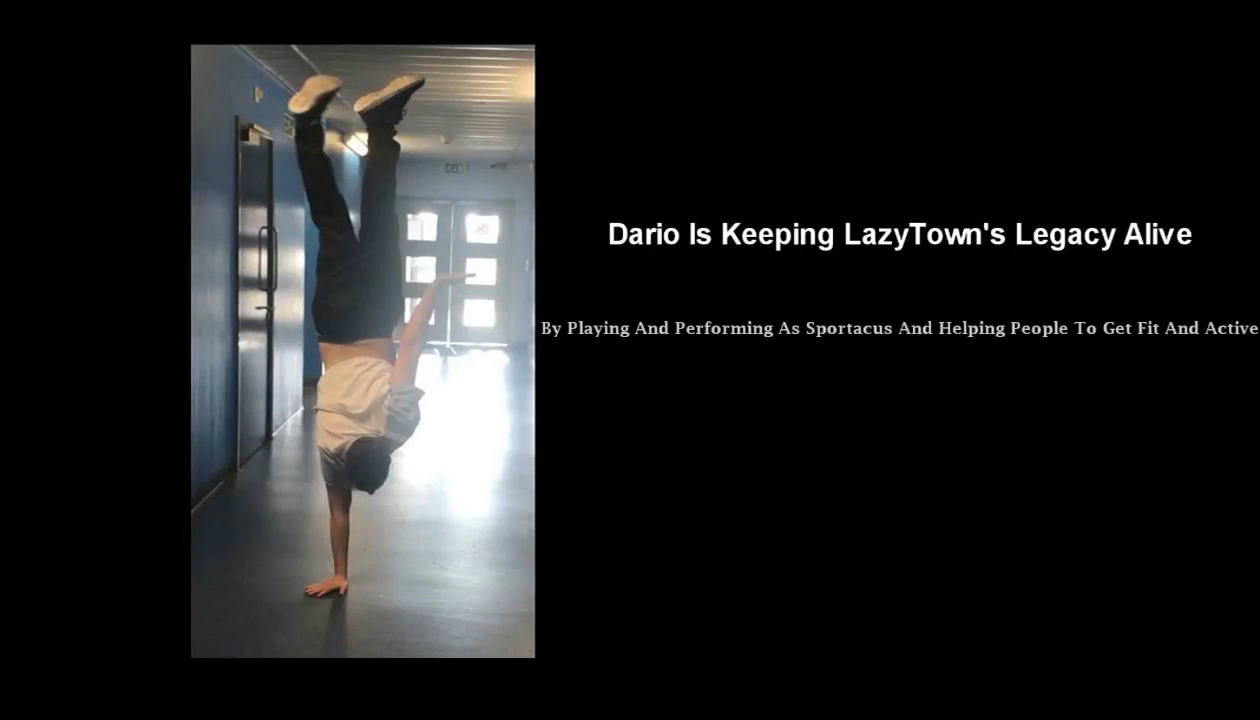 Dario Is Keeping LazyTown's Legacy Alive
By Playing And Performing As Sportacus And Helping People To Get Fit And Active